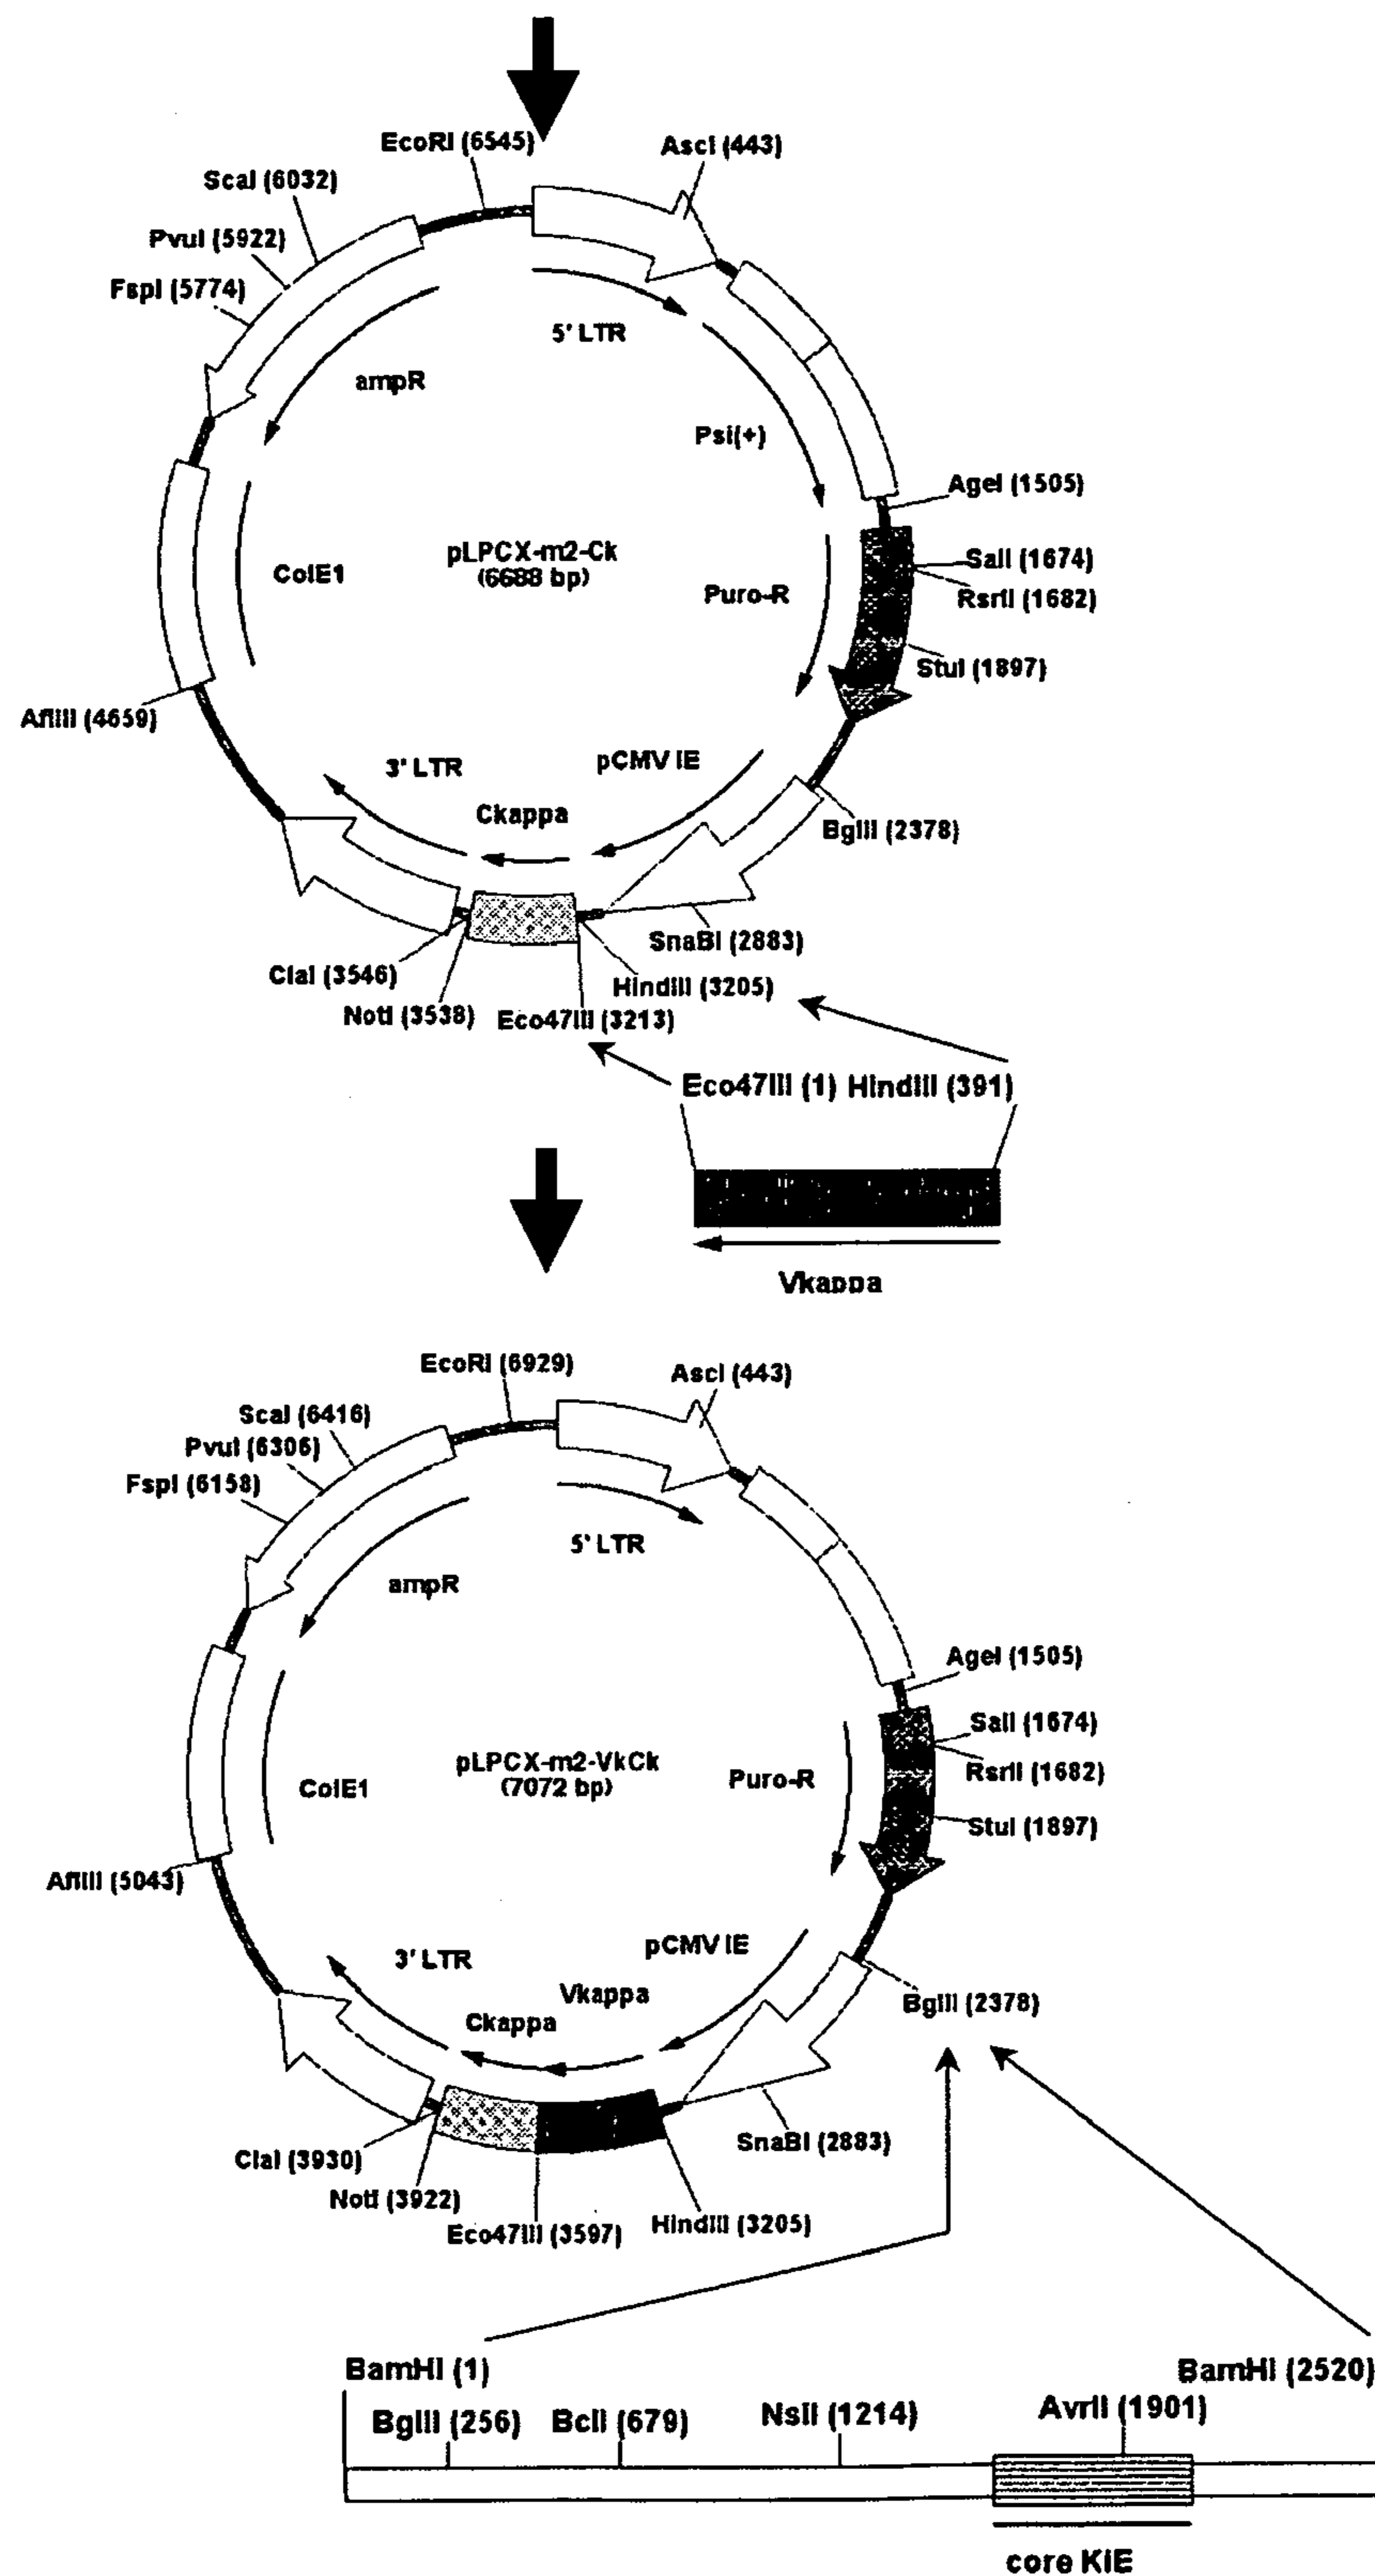 EcoRI (6545)
AscI (443)
ScaI (6032)
PvuI (5922)
FspI (5774)
5' LTR
ampR
Psi(+)
AgeI (1505)
pLPCX-m2-Ck
(6688 bp)
ColE1
SalI (1674)
Puro-R
RsrII (1682)
StuI (1897)
AflIII (4659)
3' LTR
pCMV IE
Ckappa
BglII (2378)
SnaBI (2883)
ClaI (3546)
HindIII (3205)
NotI (3538)
Eco47III (3213)
Eco47III (1) HindIII (391)
Vkappa
EcoRI (6929)
AscI (443)
ScaI (6416)
PvuI (6306)
FspI (6158)
5' LTR
ampR
AgeI (1505)
SalI (1674)
pLPCX-m2-VkCk
(7072 bp)
ColE1
Puro-R
RsrII (1682)
StuI (1897)
AflIII (5043)
3' LTR
pCMV IE
Vkappa
Ckappa
BglII (2378)
SnaBI (2883)
ClaI (3930)
NotI (3922)
Eco47III (3597)
HindIII (3205)
BamHI (1)
BamHI (2520)
BglII (256)
BclI (679)
NsiI (1214)
AvrII (1901)
core KiE